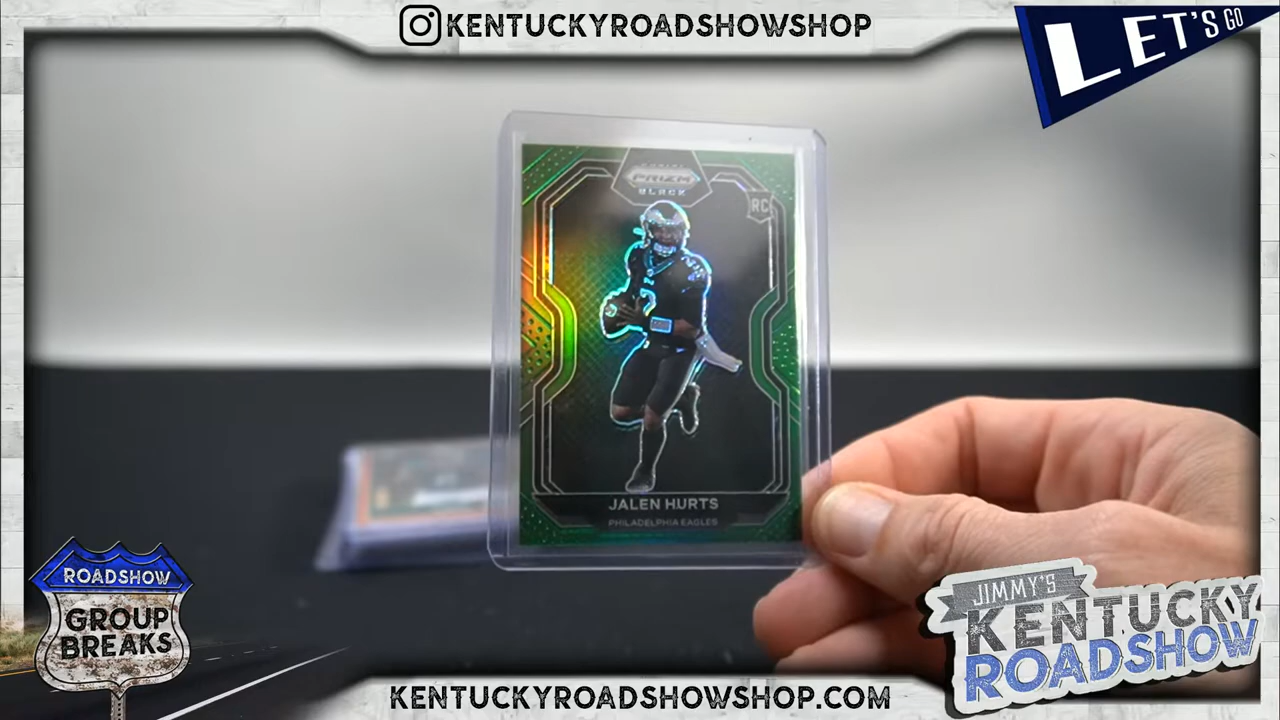 KENTUCKYROADSHOWSHOP
LET'S GO
PRIZM
BLACK
RC
JALEN HURTS
PHILADELPHIA EAGLES
ROADSHOW
GROUP
BREAKS
JIMMY'S
KENTUCKY
ROADSHOW
KENTUCKYROADSHOWSHOP.COM